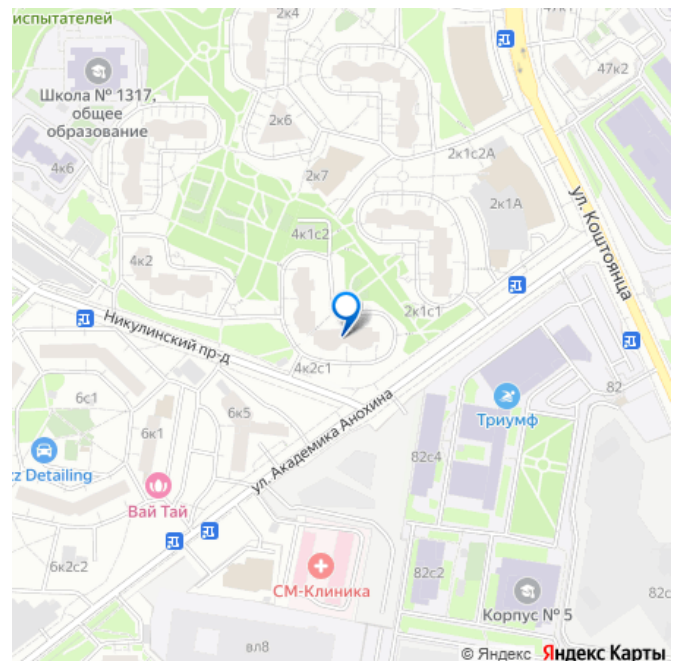 2к4
47к1
испытателей
47к2
Школа № 1317,
общее
образование
2к6
2к1с2А
4к6
2к7
2к1А
ул. Коштоянца
4к1с2
4к2
2к1с1
Никулинский пр-д
4к2с1
82
6с1
6к5
ул. Академика Анохина
Триумф
6к1
82с4
tz Detailing
Вай Тай
6к2с2
СМ-Клиника
82с2
82с
Корпус № 5
вл8
© Яндекс Яндекс Карты